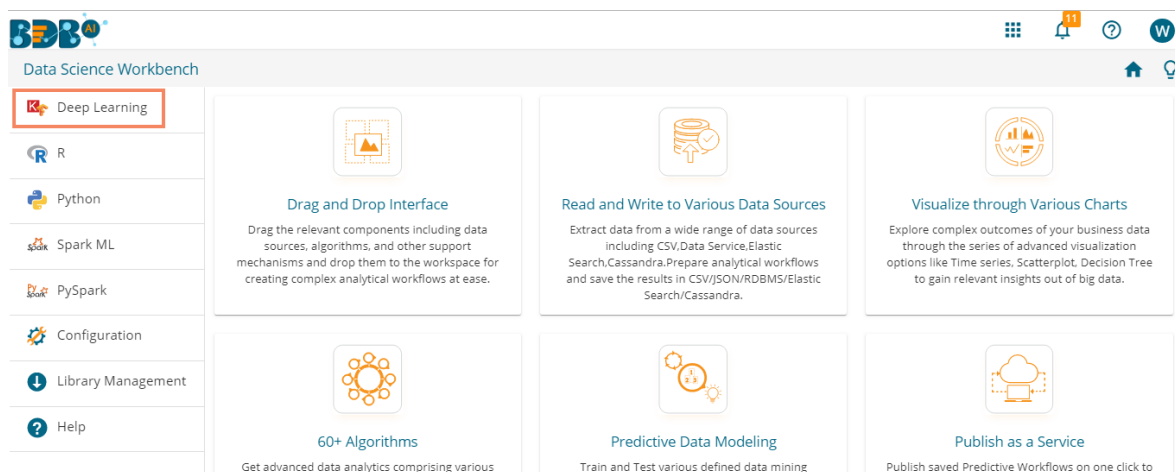 BDB AI
11
W
Data Science Workbench
Deep Learning
R
Python
Spark ML
PySpark
Configuration
Library Management
Help
Drag and Drop Interface
Drag the relevant components including data
sources, algorithms, and other support
mechanisms and drop them to the workspace for
creating complex analytical workflows at ease.
Read and Write to Various Data Sources
Extract data from a wide range of data sources
including CSV,Data Service,Elastic
Search,Cassandra.Prepare analytical workflows
and save the results in CSV/JSON/RDBMS/Elastic
Search/Cassandra.
Visualize through Various Charts
Explore complex outcomes of your business data
through the series of advanced visualization
options like Time series, Scatterplot, Decision Tree
to gain relevant insights out of big data.
60+ Algorithms
Get advanced data analytics comprising various
Predictive Data Modeling
Train and Test various defined data mining
Publish as a Service
Publish saved Predictive Workflows on one click to